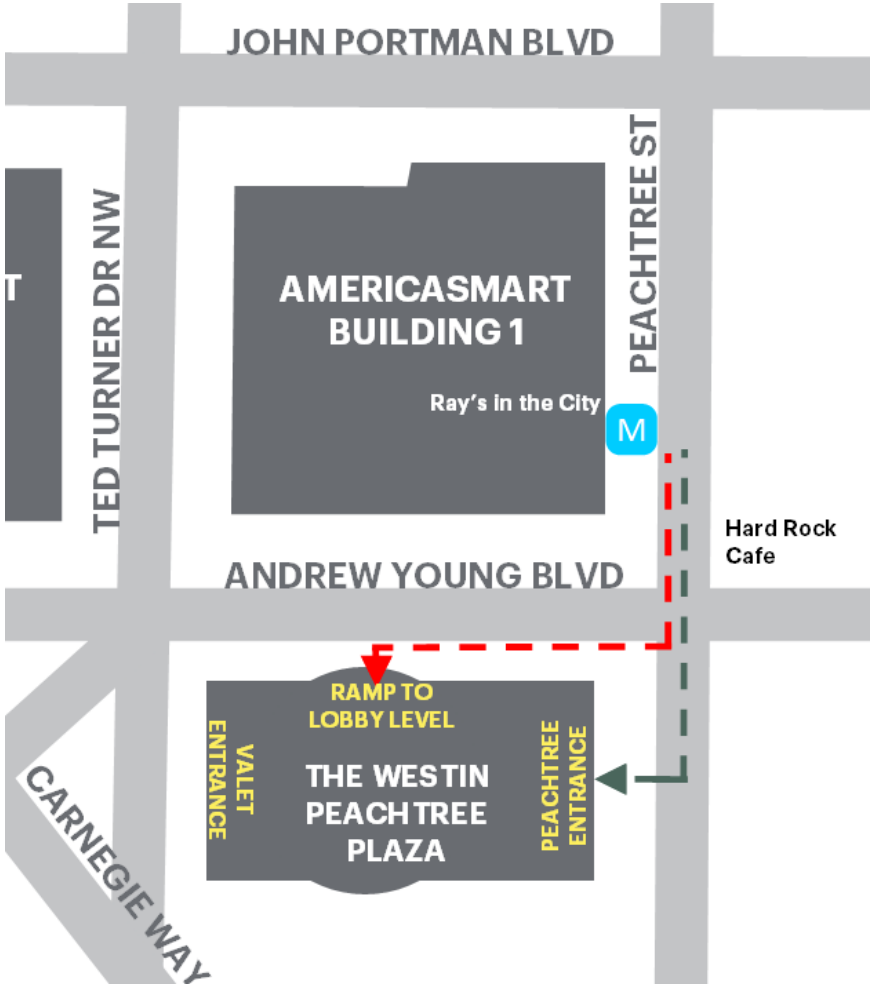 JOHN PORTMAN BLVD
PEACHTREE ST
TED TURNER DR NW
T
AMERICASMART
BUILDING 1
Ray's in the City
M
Hard Rock
Cafe
ANDREW YOUNG BLVD
RAMP TO
LOBBY LEVEL
VALET
ENTRANCE
THE WESTIN
PEACHTREE
PLAZA
PEACHTREE
ENTRANCE
CARNEGIE WAY